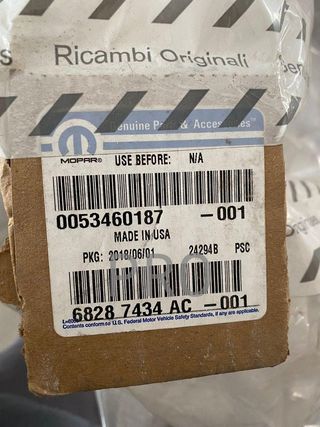 Ricambi Originali
Genuine Parts & Accessories
MOPAR® USE BEFORE: N/A
0053460187 -001
MADE IN USA
PKG: 2018/06/01 24294B PSC
PRO
6828 7434 AC -001
Contents conform to U.S. Federal Motor Vehicle Safety Standards, if any are applicable.